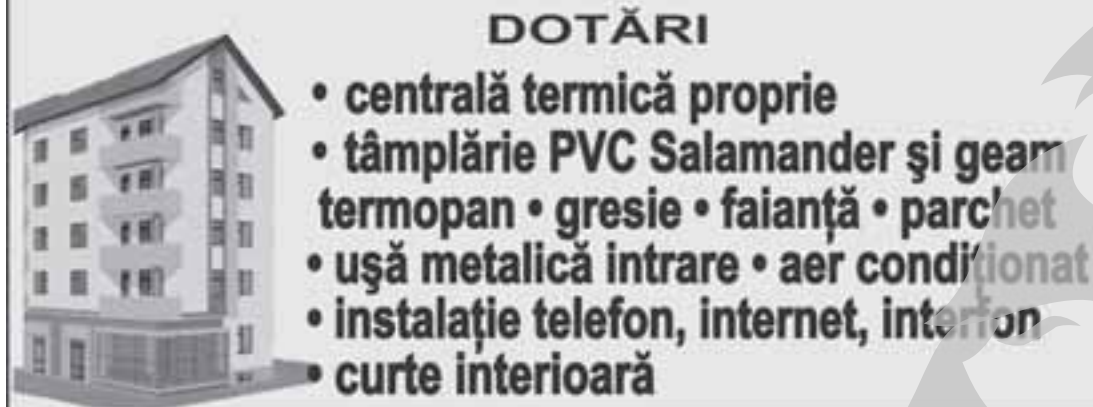 DOTĂRI
• centrală termică proprie
• tâmplărie PVC Salamander şi geam
termopan • gresie • faianţă • parchet
• uşă metalică intrare • aer condiţionat
• instalaţie telefon, internet, interfon
• curte interioară